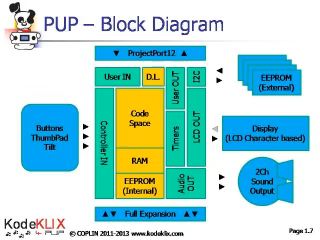 PUP – Block Diagram
▼ ProjectPort12 ▲
User IN
D.L.
User OUT
I2C
EEPROM
(External)
Buttons
ThumbPad
Tilt
Controller IN
Code
Space
Timers
LCD OUT
Display
(LCD Character based)
RAM
EEPROM
(Internal)
Audio
OUT
2Ch
Sound
Output
▲▼ Full Expansion ▲▼
KodeKLIX
© COPLIN 2011-2013 www.kodeklix.com
Page 1.7